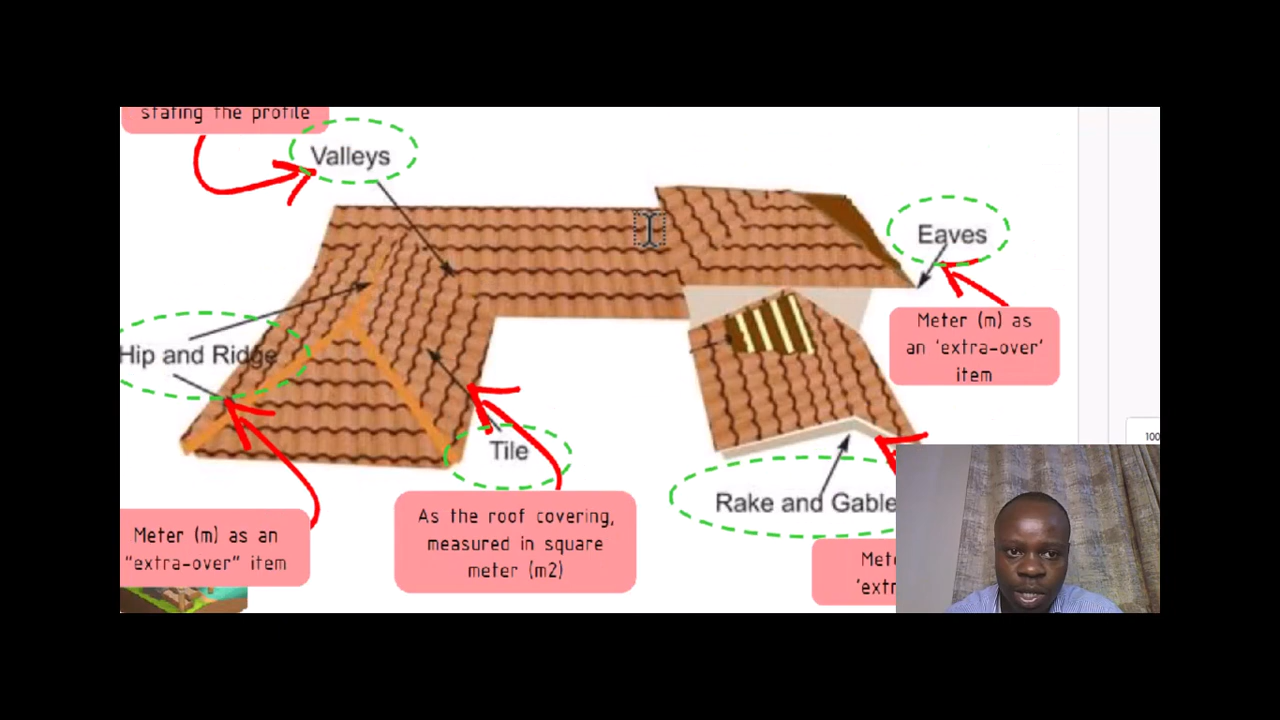 stating the profile
Valleys
Eaves
Meter (m) as
an 'extra-over'
item
Hip and Ridge
Tile
Rake and Gable
Meter (m) as an
"extra-over" item
As the roof covering,
measured in square
meter (m2)
100